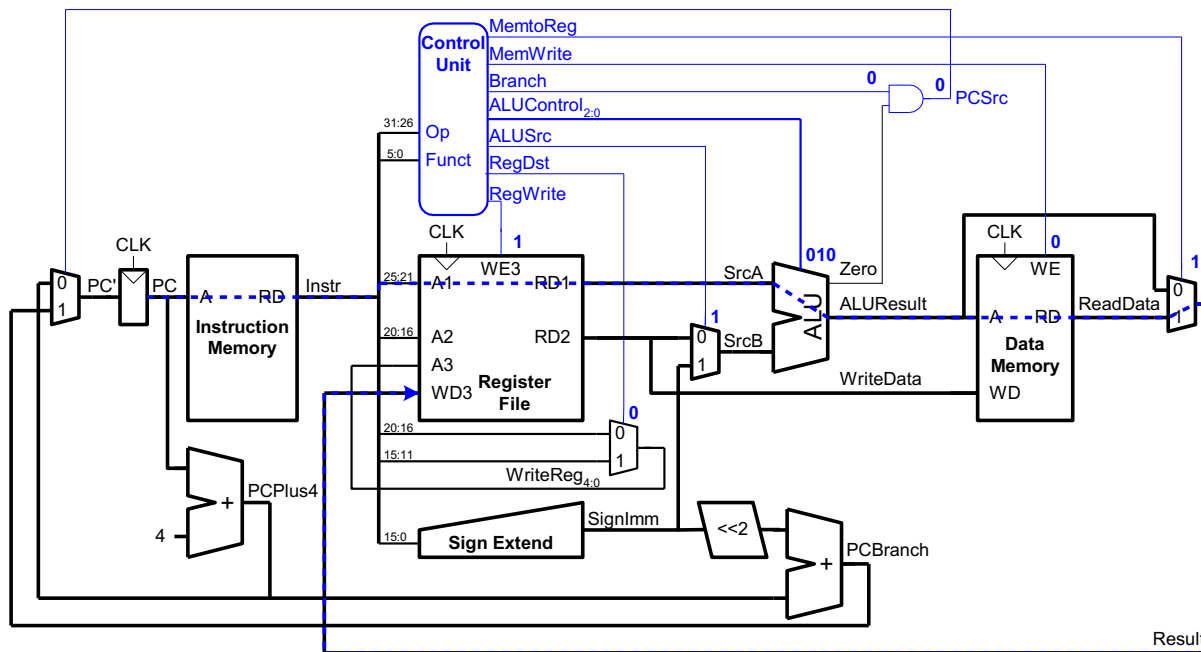 MemtoReg
Control
Unit
MemWrite
Branch
0
0
PCSrc
ALUControl2:0
31:26
Op
ALUSrc
5:0
Funct
RegDst
RegWrite
CLK
CLK
CLK
1
WE3
010
Zero
0
WE
1
0
1
PC'
PC
A
RD
Instr
25:21
A1
RD1
SrcA
ALU
ALUResult
A
RD
ReadData
0
1
Instruction
Memory
20:16
A2
RD2
1
0
1
SrcB
Data
Memory
A3
WD3
Register
File
WriteData
WD
20:16
0
0
1
15:11
WriteReg4:0
PCPlus4
+
4
15:0
Sign Extend
SignImm
<<2
+
PCBranch
Result